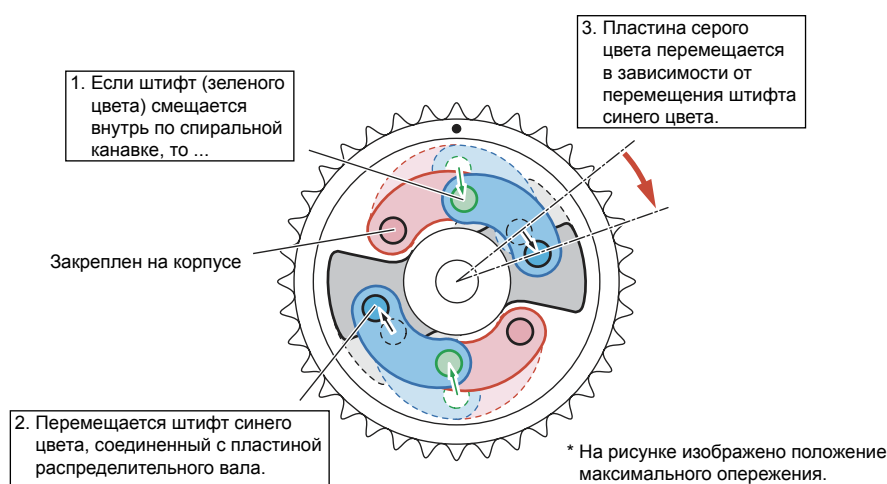 1. Если штифт (зеленого
цвета) смещается
внутрь по спиральной
канавке, то ...
3. Пластина серого
цвета перемещается
в зависимости от
перемещения штифта
синего цвета.
Закреплен на корпусе
2. Перемещается штифт синего
цвета, соединенный с пластиной
распределительного вала.
* На рисунке изображено положение
максимального опережения.